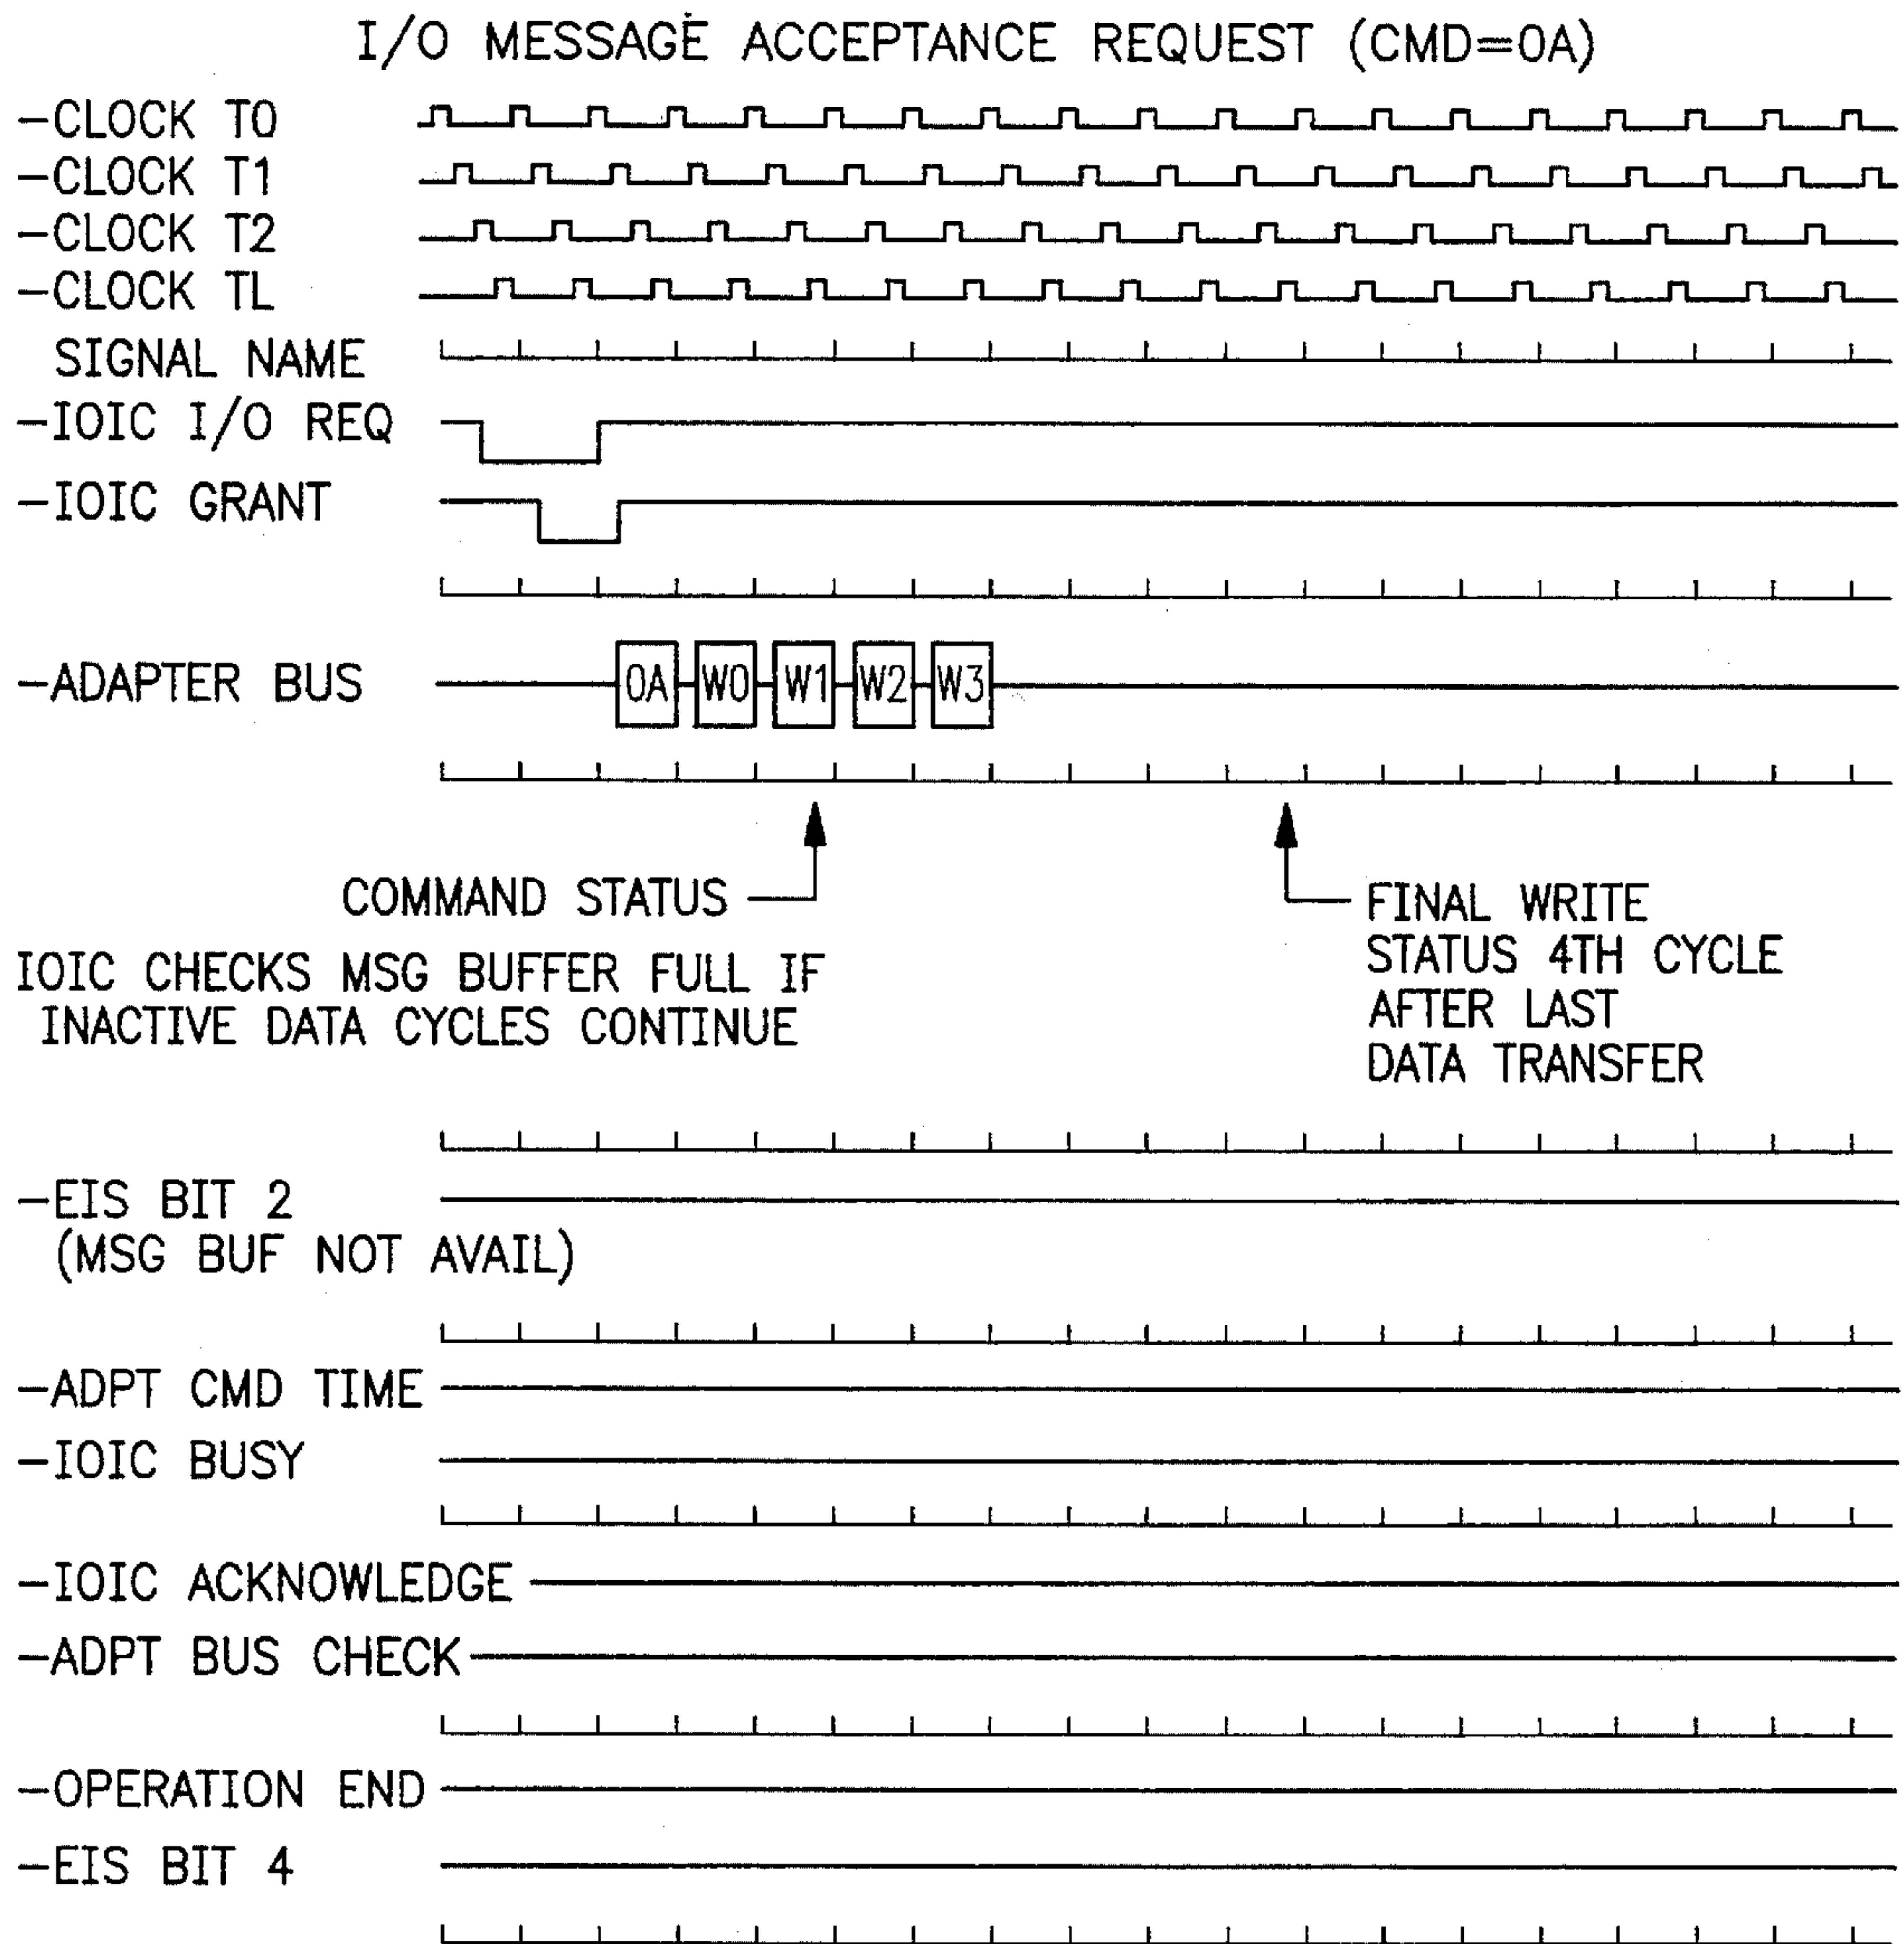 I/O MESSAGE ACCEPTANCE REQUEST (CMD=0A)
-CLOCK T0
-CLOCK T1
-CLOCK T2
-CLOCK TL
SIGNAL NAME
-IOIC I/O REQ
-IOIC GRANT
-ADAPTER BUS
0A W0 W1 W2 W3
COMMAND STATUS
IOIC CHECKS MSG BUFFER FULL IF
INACTIVE DATA CYCLES CONTINUE
FINAL WRITE
STATUS 4TH CYCLE
AFTER LAST
DATA TRANSFER
-EIS BIT 2
(MSG BUF NOT AVAIL)
-ADPT CMD TIME
-IOIC BUSY
-IOIC ACKNOWLEDGE
-ADPT BUS CHECK
-OPERATION END
-EIS BIT 4